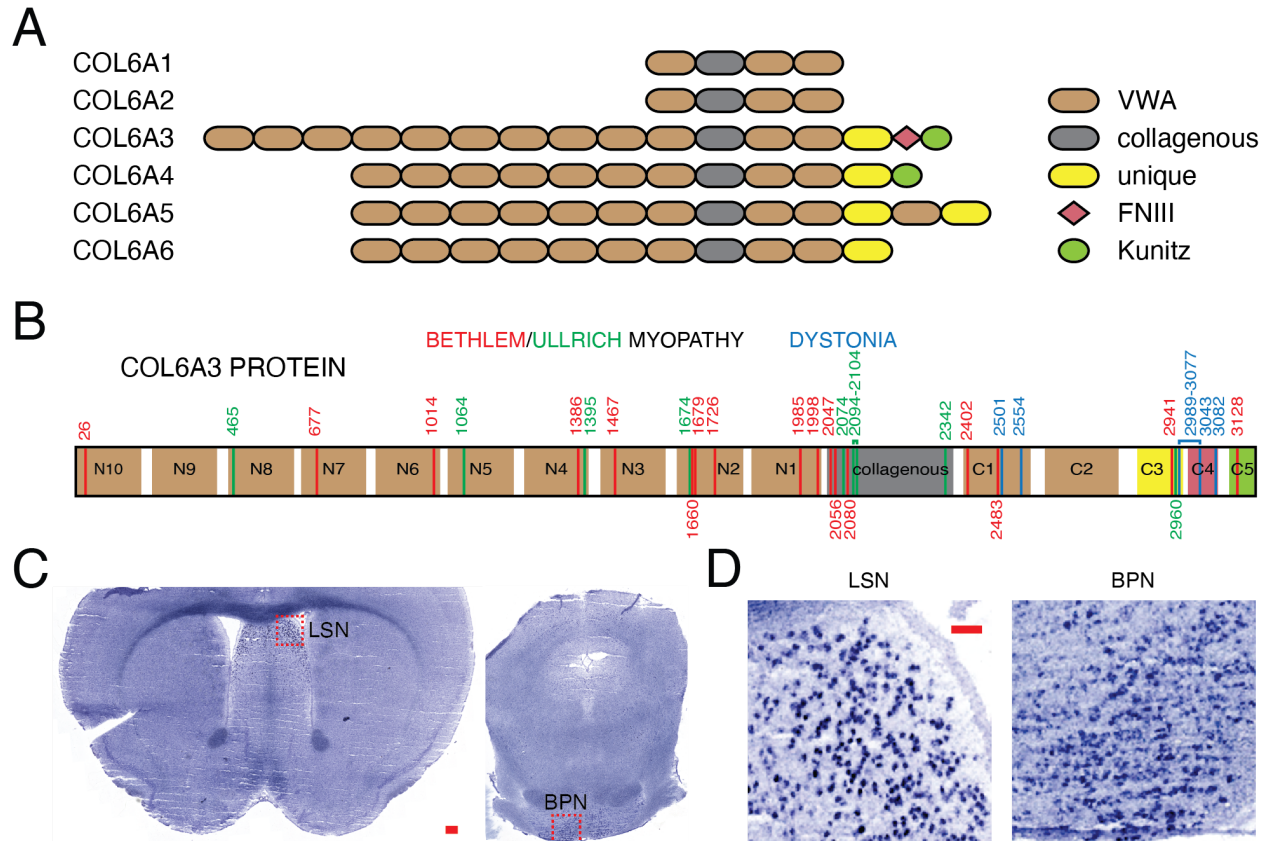 A
COL6A1
COL6A2
COL6A3
COL6A4
COL6A5
COL6A6
VWA
collagenous
unique
FNIII
Kunitz
B
BETHLEM/ULLRICH MYOPATHY DYSTONIA
COL6A3 PROTEIN
26 465 677 1014 1064 1386 1395 1467 1674 1679 1726 1985 1998 2047 2074 2094-2104 2342 2402 2501 2554 2941 2989-3077 3043 3082 3128
N10 N9 N8 N7 N6 N5 N4 N3 N2 N1 collagenous C1 C2 C3 C4 C5
1660 2056 2080 2483 2960
C
LSN
BPN
D
LSN BPN